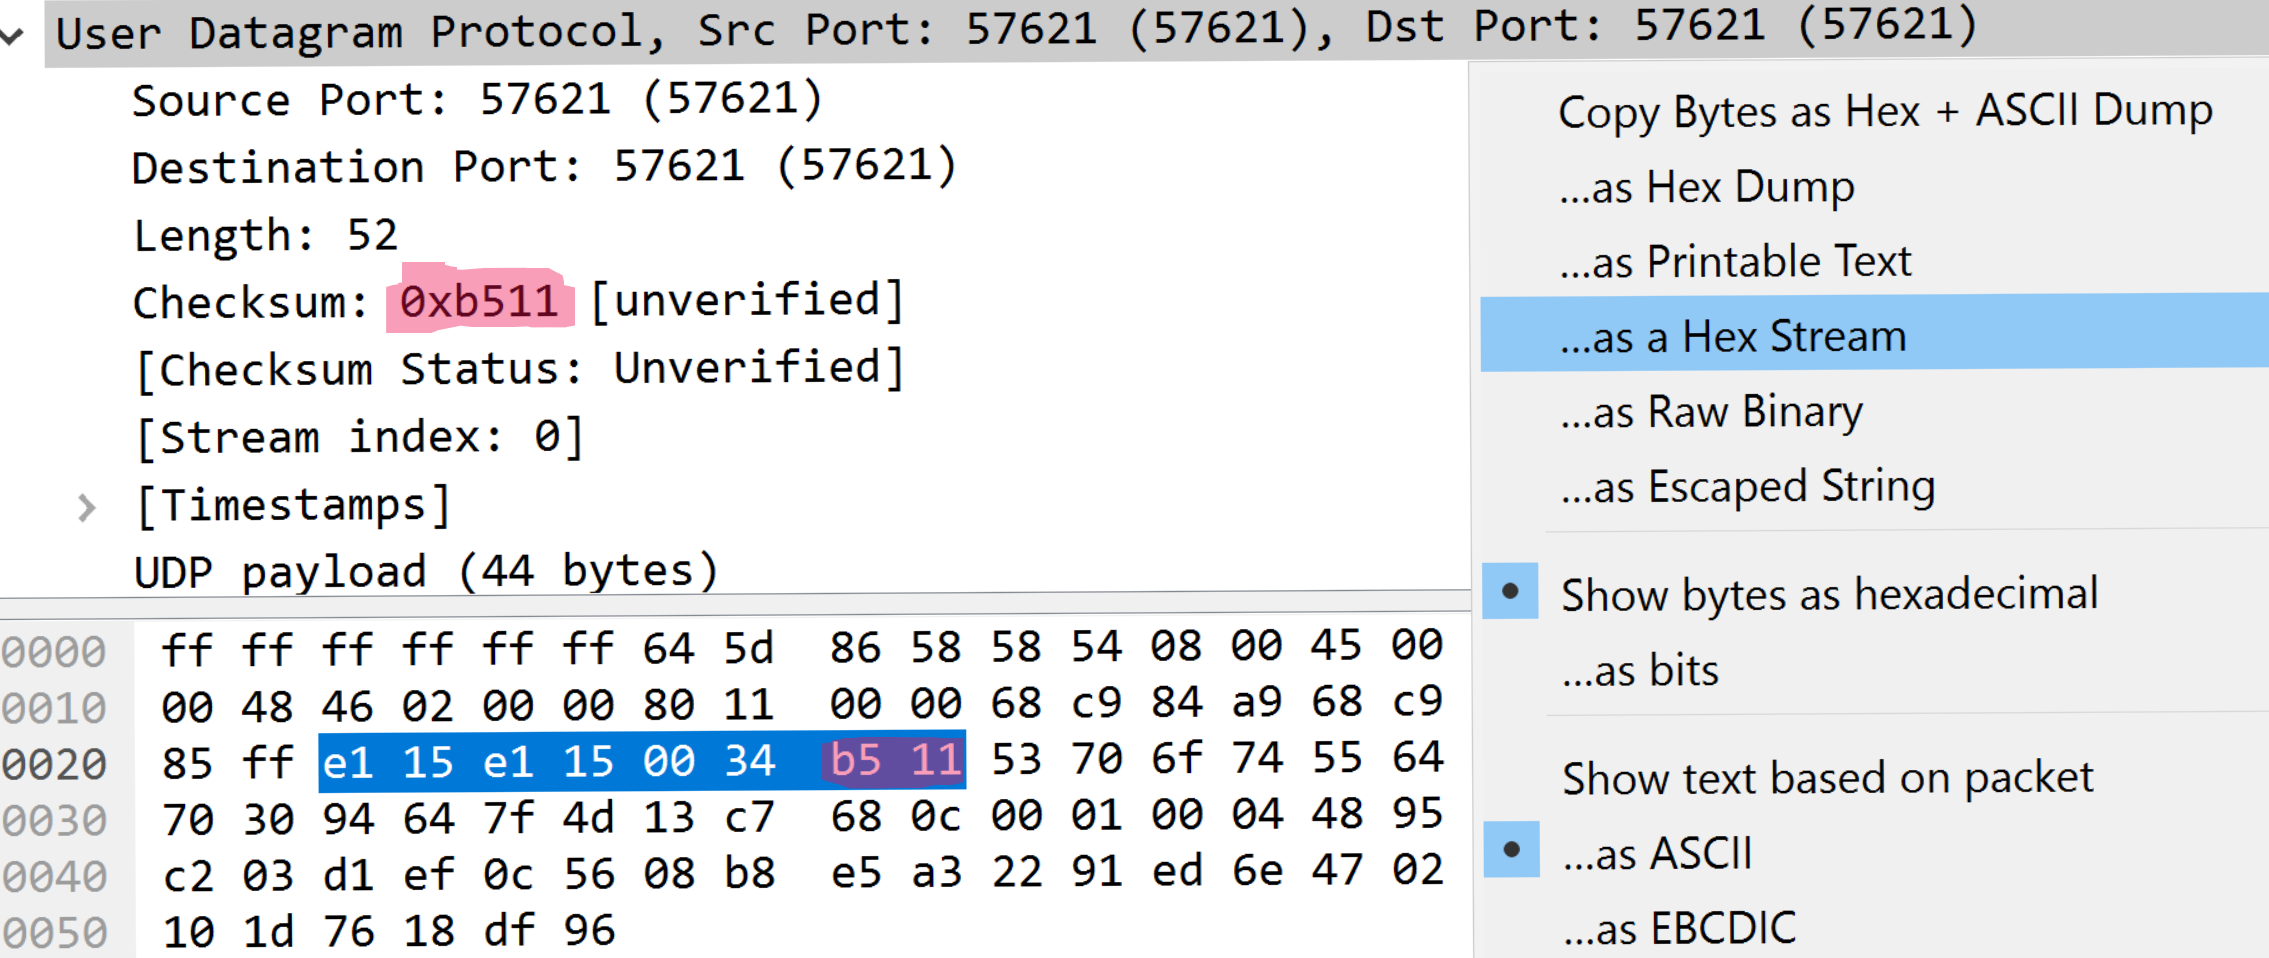 User Datagram Protocol, Src Port: 57621 (57621), Dst Port: 57621 (57621)
Source Port: 57621 (57621)
Destination Port: 57621 (57621)
Length: 52
Checksum: 0xb511 [unverified]
[Checksum Status: Unverified]
[Stream index: 0]
[Timestamps]
UDP payload (44 bytes)
Copy Bytes as Hex + ASCII Dump
...as Hex Dump
...as Printable Text
...as a Hex Stream
...as Raw Binary
...as Escaped String
Show bytes as hexadecimal
...as bits
Show text based on packet
...as ASCII
...as EBCDIC
0000 ff ff ff ff ff ff 64 5d 86 58 58 54 08 00 45 00
0010 00 48 46 02 00 00 80 11 00 00 68 c9 84 a9 68 c9
0020 85 ff e1 15 e1 15 00 34 b5 11 53 70 6f 74 55 64
0030 70 30 94 64 7f 4d 13 c7 68 0c 00 01 00 04 48 95
0040 c2 03 d1 ef 0c 56 08 b8 e5 a3 22 91 ed 6e 47 02
0050 10 1d 76 18 df 96